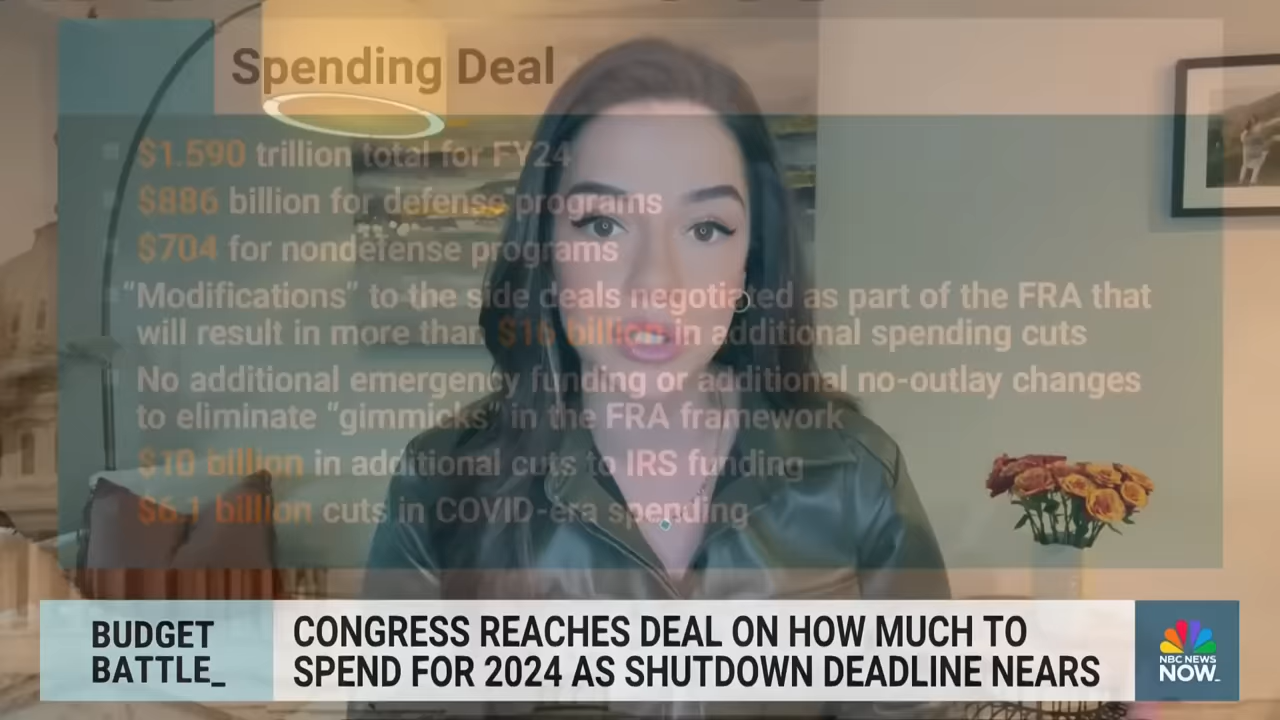 Spending Deal
$1.590 trillion total for FY24
$886 billion for defense programs
$704 for nondefense programs
“Modifications” to the side deals negotiated as part of the FRA that
will result in more than $16 billion in additional spending cuts
No additional emergency funding or additional no-outlay changes
to eliminate “gimmicks” in the FRA framework
$10 billion in additional cuts to IRS funding
$6.1 billion cuts in COVID-era spending
BUDGET
BATTLE_
CONGRESS REACHES DEAL ON HOW MUCH TO
SPEND FOR 2024 AS SHUTDOWN DEADLINE NEARS
NBC NEWS
NOW_